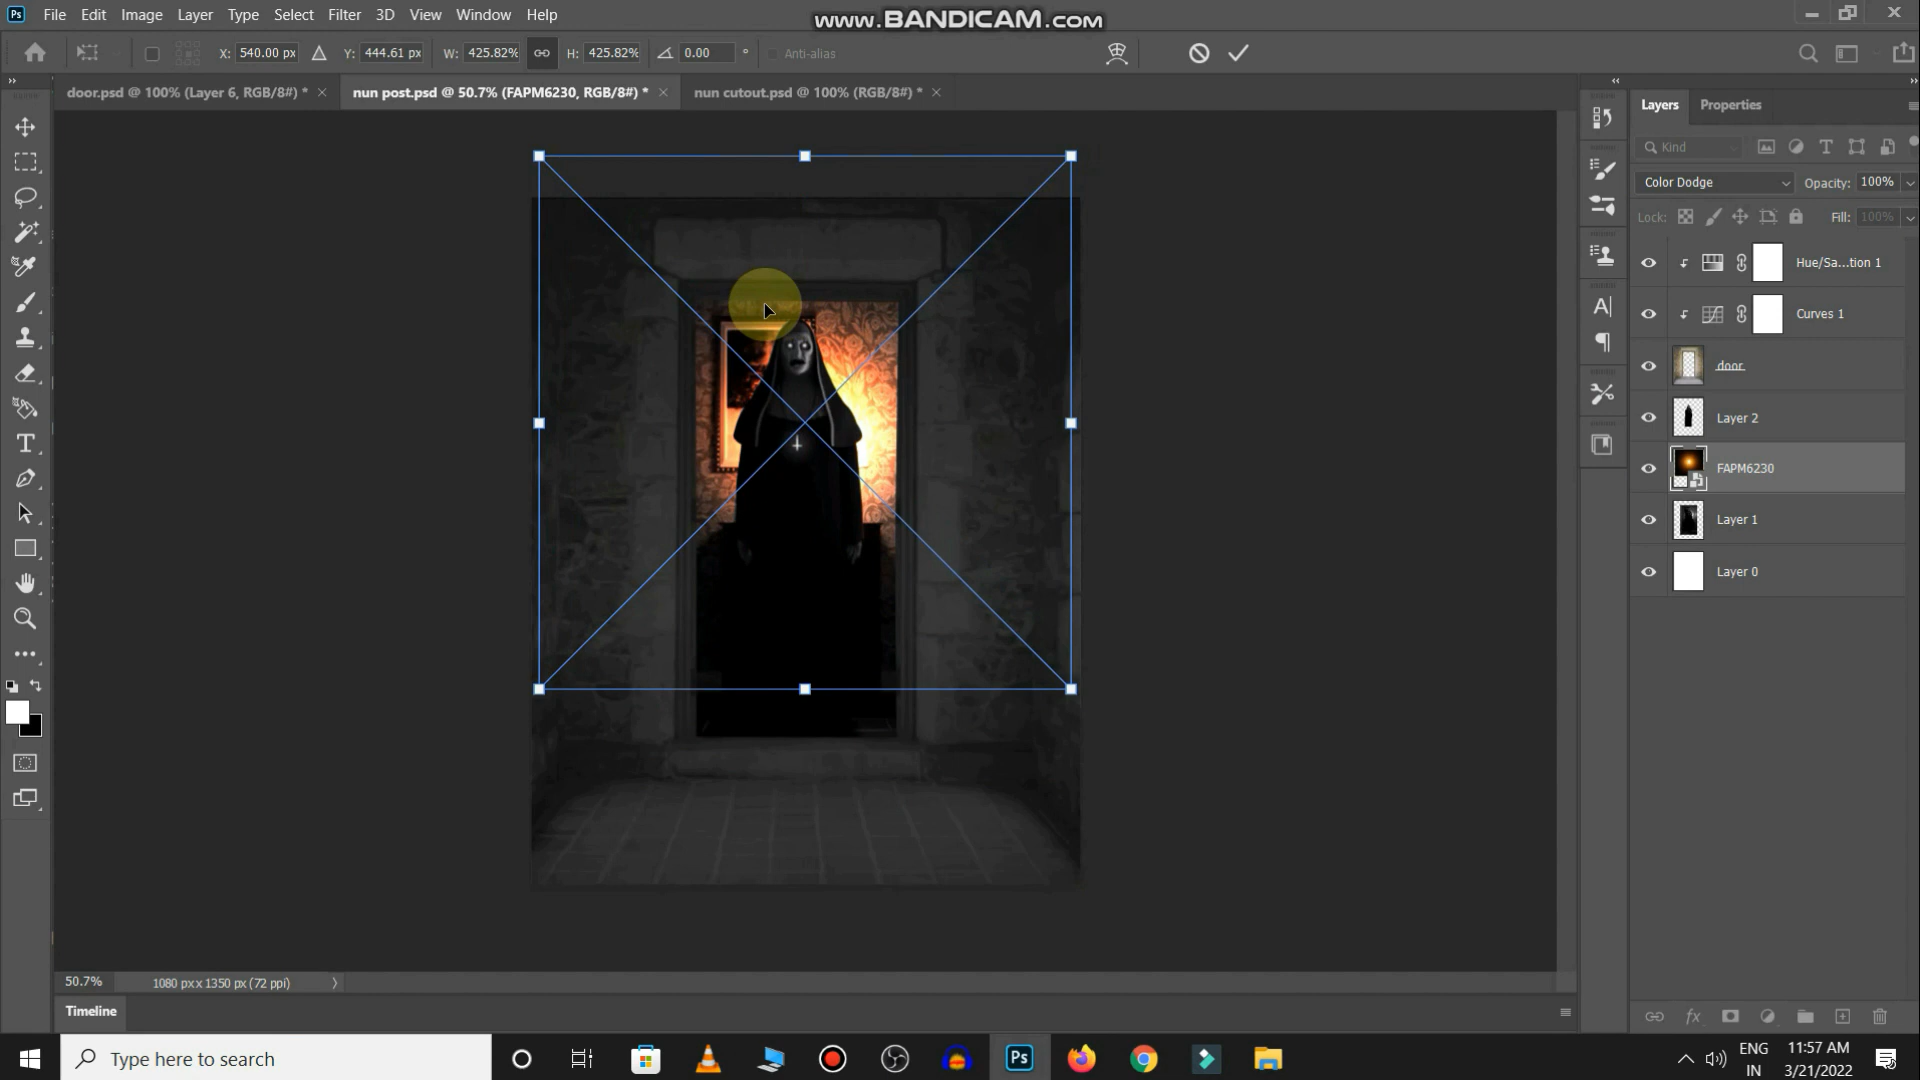 File Edit Image Layer Type Select Filter 3D View Window Help
www.BANDICAM.com
X: 540.00 px Y: 444.61 px W: 425.82% H: 425.82% 0.00 ° Anti-alias
door.psd @ 100% (Layer 6, RGB/8#) * nun post.psd @ 50.7% (FAPM6230, RGB/8#) * nun cutout.psd @ 100% (RGB/8#) *
Layers Properties
Kind
Color Dodge Opacity: 100%
Lock: Fill: 100%
Hue/Sa...tion 1
Curves 1
door
Layer 2
FAPM6230
Layer 1
Layer 0
50.7% 1080 px x 1350 px (72 ppi)
Timeline
Type here to search
Ps
ENG
IN
11:57 AM
3/21/2022